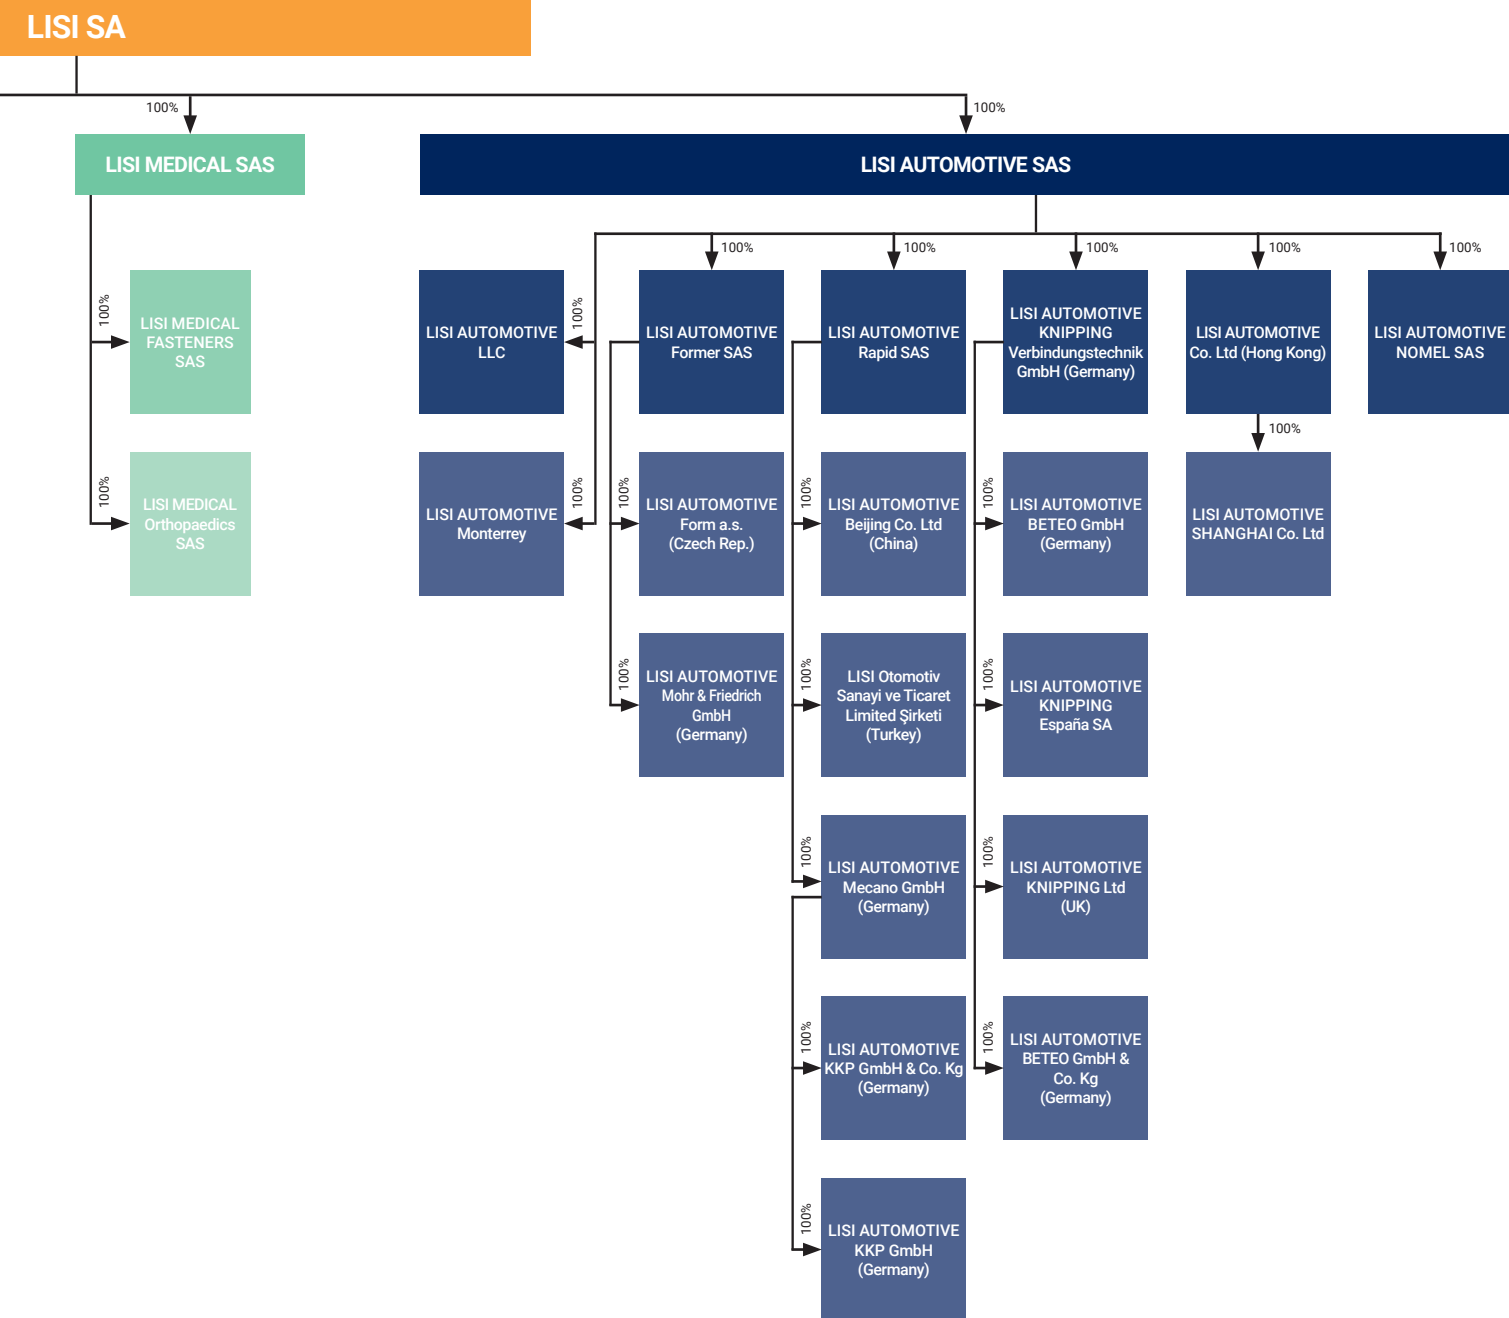 LISI SA
100%
100%
LISI MEDICAL SAS
LISI AUTOMOTIVE SAS
100%
100%
100%
100%
100%
100%
LISI MEDICAL
FASTENERS
SAS
LISI AUTOMOTIVE
LLC
100%
LISI AUTOMOTIVE
Former SAS
LISI AUTOMOTIVE
Rapid SAS
LISI AUTOMOTIVE
KNIPPING
Verbindungstechnik
GmbH (Germany)
LISI AUTOMOTIVE
Co. Ltd (Hong Kong)
LISI AUTOMOTIVE
NOMEL SAS
100%
100%
LISI MEDICAL
Orthopaedics
SAS
LISI AUTOMOTIVE
Monterrey
100%
100%
LISI AUTOMOTIVE
Form a.s.
(Czech Rep.)
100%
LISI AUTOMOTIVE
Beijing Co. Ltd
(China)
100%
LISI AUTOMOTIVE
BETEO GmbH
(Germany)
LISI AUTOMOTIVE
SHANGHAI Co. Ltd
100%
LISI AUTOMOTIVE
Mohr & Friedrich
GmbH
(Germany)
100%
LISI Otomotiv
Sanayi ve Ticaret
Limited Şirketi
(Turkey)
100%
LISI AUTOMOTIVE
KNIPPING
España SA
100%
LISI AUTOMOTIVE
Mecano GmbH
(Germany)
100%
LISI AUTOMOTIVE
KNIPPING Ltd
(UK)
100%
LISI AUTOMOTIVE
KKP GmbH & Co. Kg
(Germany)
100%
LISI AUTOMOTIVE
BETEO GmbH &
Co. Kg
(Germany)
100%
LISI AUTOMOTIVE
KKP GmbH
(Germany)